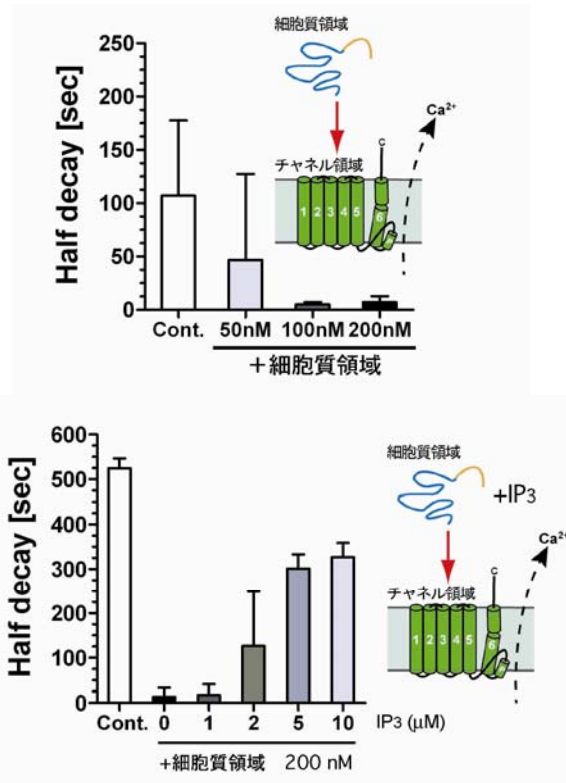 Half decay [sec]
250
200
150
100
50
0
Cont.
50nM
100nM
200nM
＋細胞質領域
細胞質領域
チャネル領域
Ca²⁺
C
1 2 3 4 5 6 P
Half decay [sec]
600
500
400
300
200
100
0
Cont.
0
1
2
5
10
IP3 (μM)
+細胞質領域 200 nM
細胞質領域
+IP3
チャネル領域
Ca²⁺
C
1 2 3 4 5 6 P